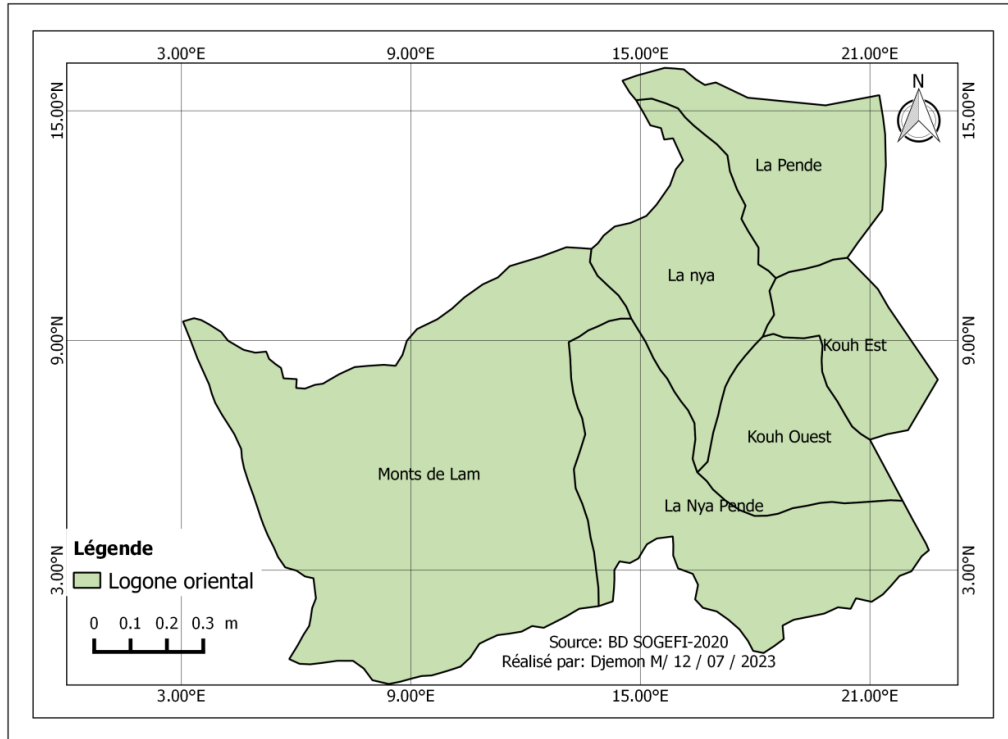 3.00°E 9.00°E 15.00°E 21.00°E
N
15.00°N 15.00°N
La Pende
La nya
9.00°N 9.00°N
Kouh Est
Kouh Ouest
Monts de Lam
La Nya Pende
3.00°N 3.00°N
Légende
Logone oriental
0 0.1 0.2 0.3 m
Source: BD SOGEFI-2020
Réalisé par: Djemon M/ 12 / 07 / 2023
3.00°E 9.00°E 15.00°E 21.00°E